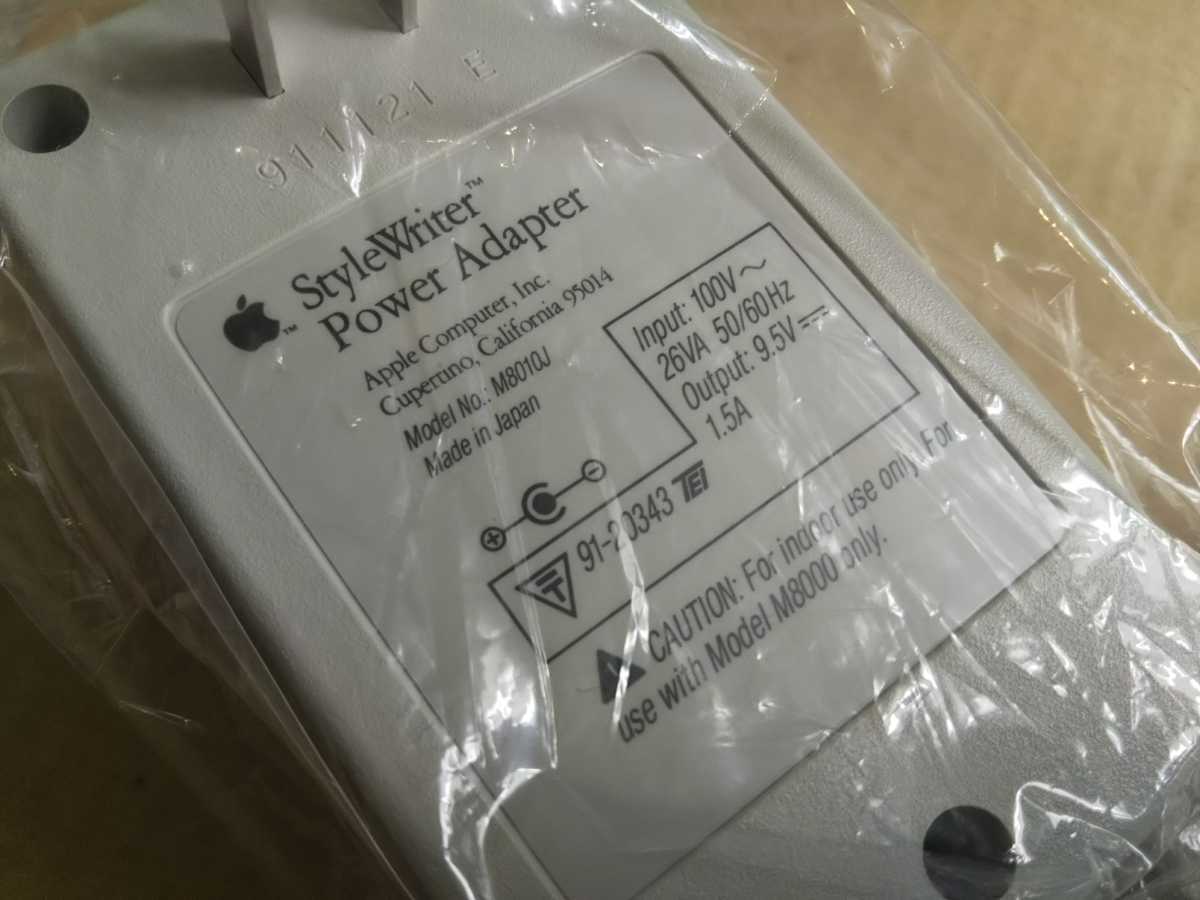 911121 E
StyleWriter™
Power Adapter
™
Apple Computer, Inc.
Cupertino, California 95014
Model No.: M8010J
Made in Japan
Input: 100V～
26VA 50/60Hz
Output: 9.5V⎓
1.5A
91-20343 TEI
CAUTION: For indoor use only. For
use with Model M8000 only.